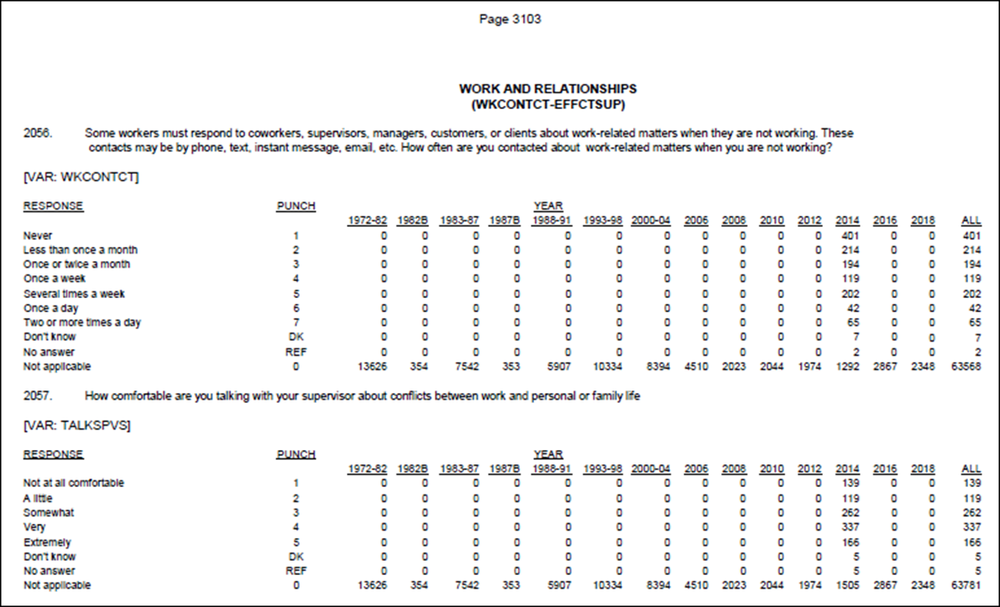 Page 3103
WORK AND RELATIONSHIPS
(WKCONTCT-EFFCTSUP)
2056. Some workers must respond to coworkers, supervisors, managers, customers, or clients about work-related matters when they are not working. These
contacts may be by phone, text, instant message, email, etc. How often are you contacted about work-related matters when you are not working?
[VAR: WKCONTCT]
RESPONSE PUNCH YEAR
1972-82 1982B 1983-87 1987B 1988-91 1993-98 2000-04 2006 2008 2010 2012 2014 2016 2018 ALL
Never 1 0 0 0 0 0 0 0 0 0 0 0 401 0 0 401
Less than once a month 2 0 0 0 0 0 0 0 0 0 0 0 214 0 0 214
Once or twice a month 3 0 0 0 0 0 0 0 0 0 0 0 194 0 0 194
Once a week 4 0 0 0 0 0 0 0 0 0 0 0 119 0 0 119
Several times a week 5 0 0 0 0 0 0 0 0 0 0 0 202 0 0 202
Once a day 6 0 0 0 0 0 0 0 0 0 0 0 42 0 0 42
Two or more times a day 7 0 0 0 0 0 0 0 0 0 0 0 65 0 0 65
Don't know DK 0 0 0 0 0 0 0 0 0 0 0 7 0 0 7
No answer REF 0 0 0 0 0 0 0 0 0 0 0 2 0 0 2
Not applicable 0 13626 354 7542 353 5907 10334 8394 4510 2023 2044 1974 1292 2867 2348 63568
2057. How comfortable are you talking with your supervisor about conflicts between work and personal or family life
[VAR: TALKSPVS]
RESPONSE PUNCH YEAR
1972-82 1982B 1983-87 1987B 1988-91 1993-98 2000-04 2006 2008 2010 2012 2014 2016 2018 ALL
Not at all comfortable 1 0 0 0 0 0 0 0 0 0 0 0 139 0 0 139
A little 2 0 0 0 0 0 0 0 0 0 0 0 119 0 0 119
Somewhat 3 0 0 0 0 0 0 0 0 0 0 0 262 0 0 262
Very 4 0 0 0 0 0 0 0 0 0 0 0 337 0 0 337
Extremely 5 0 0 0 0 0 0 0 0 0 0 0 166 0 0 166
Don't know DK 0 0 0 0 0 0 0 0 0 0 0 5 0 0 5
No answer REF 0 0 0 0 0 0 0 0 0 0 0 5 0 0 5
Not applicable 0 13626 354 7542 353 5907 10334 8394 4510 2023 2044 1974 1505 2867 2348 63781